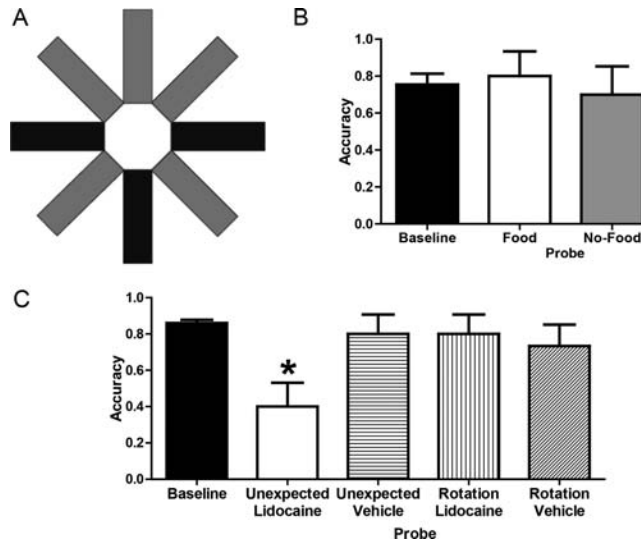 A
B
Accuracy
1.0
0.8
0.6
0.4
0.2
0.0
Baseline Food No-Food
Probe
C
Accuracy
1.0
0.8
0.6
0.4
0.2
0.0
*
Baseline Unexpected Unexpected Rotation Rotation
Lidocaine Vehicle Lidocaine Vehicle
Probe